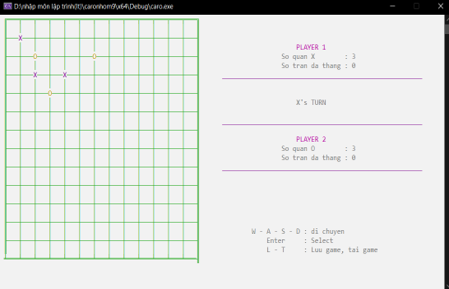 D:\nhập môn lập trình(lt)\caronhom9\x64\Debug\caro.exe
X
O O
X X
O
PLAYER 1
So quan X : 3
So tran da thang : 0
X's TURN
PLAYER 2
So quan O : 3
So tran da thang : 0
W - A - S - D : di chuyen
Enter : Select
L - T : Luu game, tai game